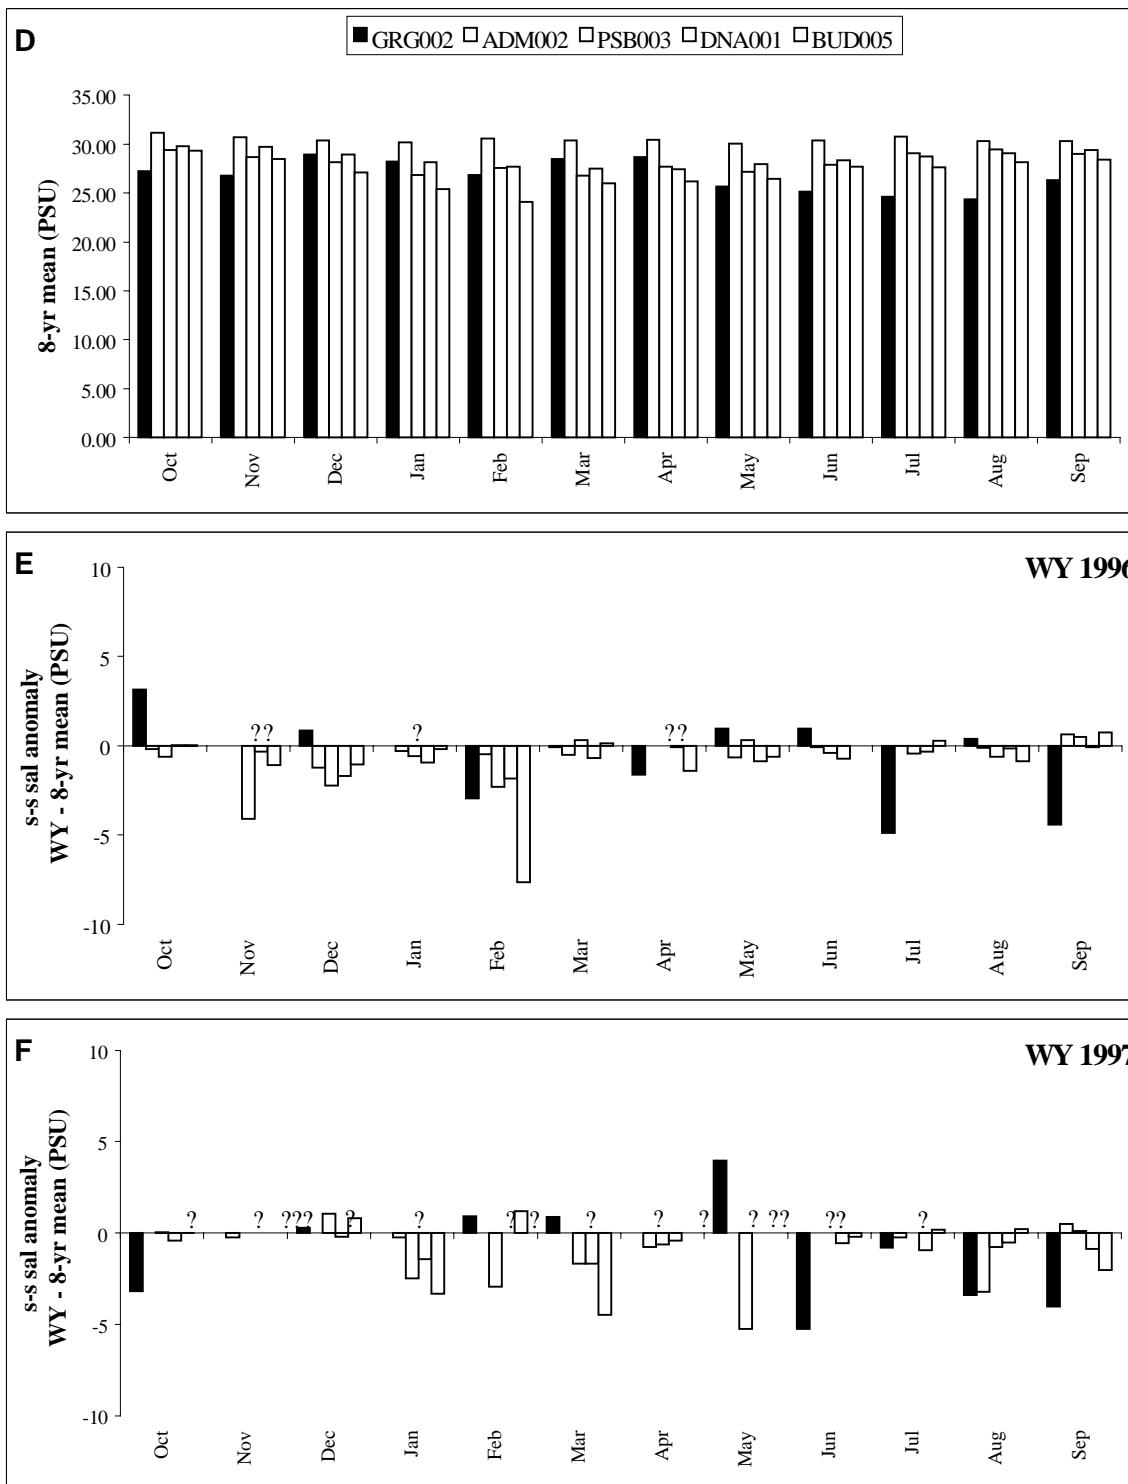 D
GRG002 ADM002 PSB003 DNA001 BUD005
8-yr mean (PSU)
35.00
30.00
25.00
20.00
15.00
10.00
5.00
0.00
Oct Nov Dec Jan Feb Mar Apr May Jun Jul Aug Sep
E
WY 1996
s-s sal anomaly
WY - 8-yr mean (PSU)
10
5
0
-5
-10
?? ? ??
Oct Nov Dec Jan Feb Mar Apr May Jun Jul Aug Sep
F
WY 1997
s-s sal anomaly
WY - 8-yr mean (PSU)
10
5
0
-5
-10
? ? ??? ? ? ? ? ? ? ? ? ?? ?? ?
Oct Nov Dec Jan Feb Mar Apr May Jun Jul Aug Sep